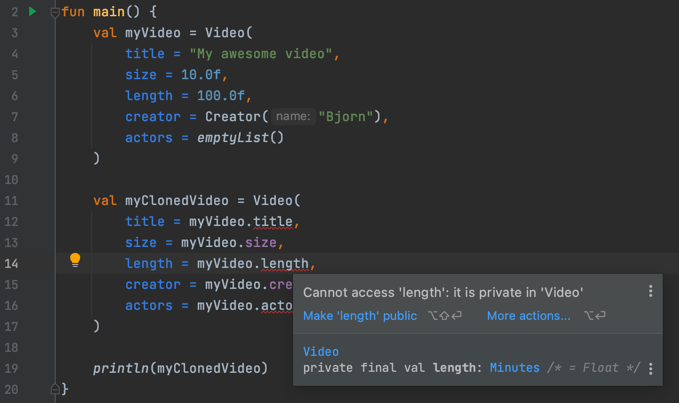 2 fun main() {
3 val myVideo = Video(
4 title = "My awesome video",
5 size = 10.0f,
6 length = 100.0f,
7 creator = Creator( name: "Bjorn"),
8 actors = emptyList()
9 )
10
11 val myClonedVideo = Video(
12 title = myVideo.title,
13 size = myVideo.size,
14 length = myVideo.length,
15 creator = myVideo.cre
16 actors = myVideo.acto
17 )
18
19 println(myClonedVideo)
20 }
Cannot access 'length': it is private in 'Video'
Make 'length' public ⌥⇧⏎ More actions... ⌥⏎
Video
private final val length: Minutes /* = Float */